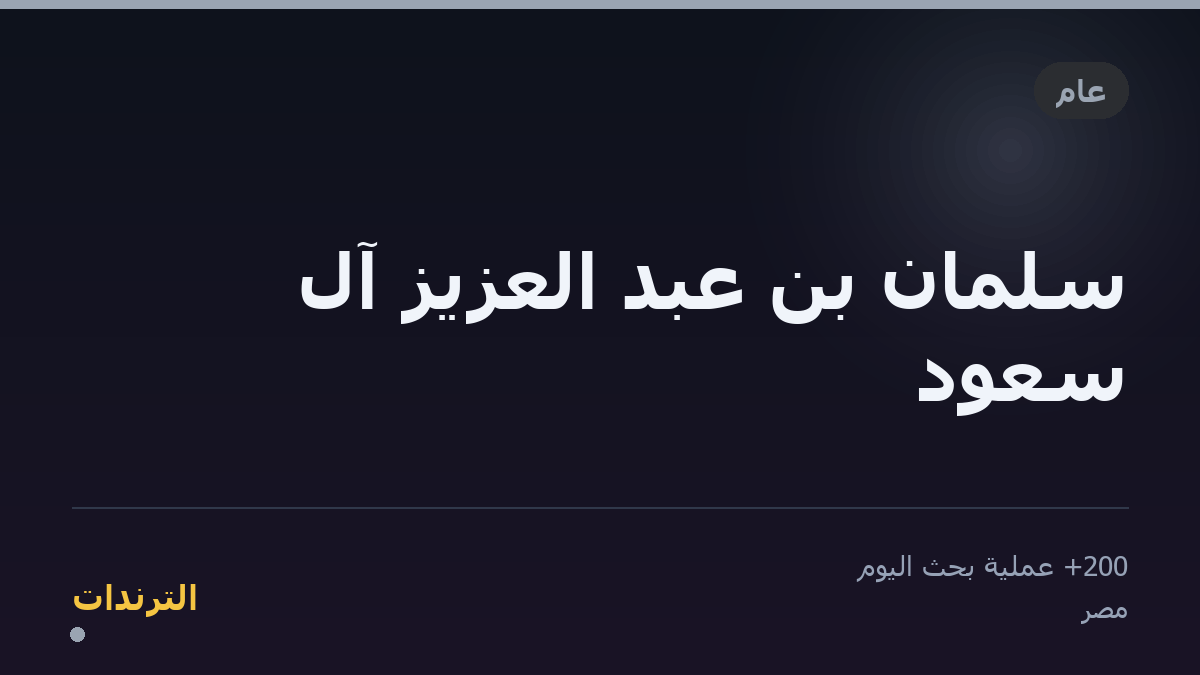 عام
سلمان بن عبد العزيز آل
سعود
200+ عملية بحث اليوم
مصر
الترندات